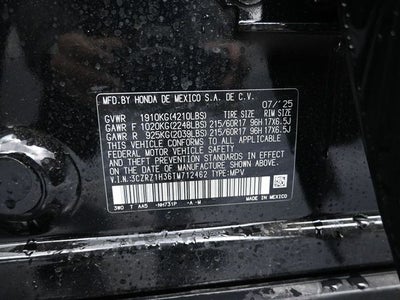 MFD.BY HONDA DE MEXICO S.A. DE C.V.
07/'25
GVWR 1910KG(4210LBS) TIRE SIZE RIM SIZE
GAWR F 1020KG(2248LBS) 215/60R17 96H 17X6.5J
GAWR R 925KG(2039LBS) 215/60R17 96H 17X6.5J
THIS VEHICLE CONFORMS TO ALL APPLICABLE
FEDERAL MOTOR VEHICLE SAFETY AND
THEFT PREVENTION STANDARDS IN EFFECT
ON THE DATE OF MANUFACTURE SHOWN ABOVE.
V.I.N.:3CZRZ1H36TM712462 TYPE:MPV
3W0 T AA5 -NH731P -A -M
MADE IN MEXICO